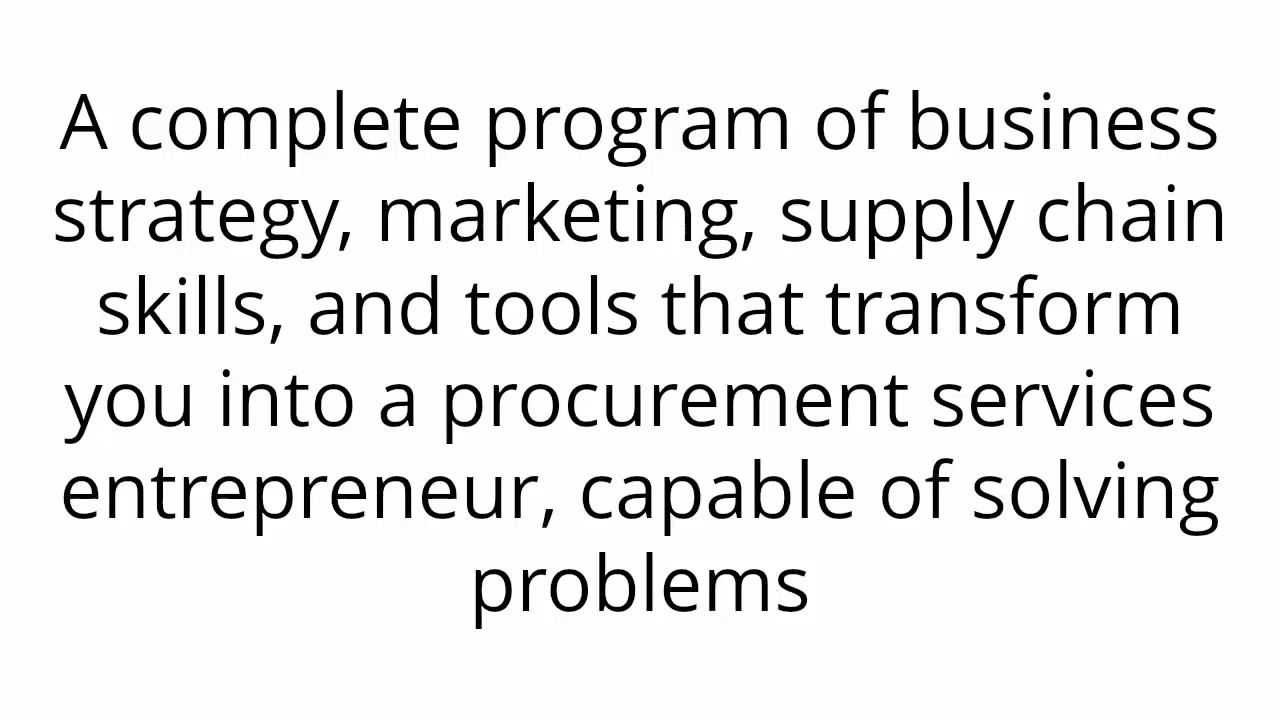 A complete program of business
strategy, marketing, supply chain
skills, and tools that transform
you into a procurement services
entrepreneur, capable of solving
problems